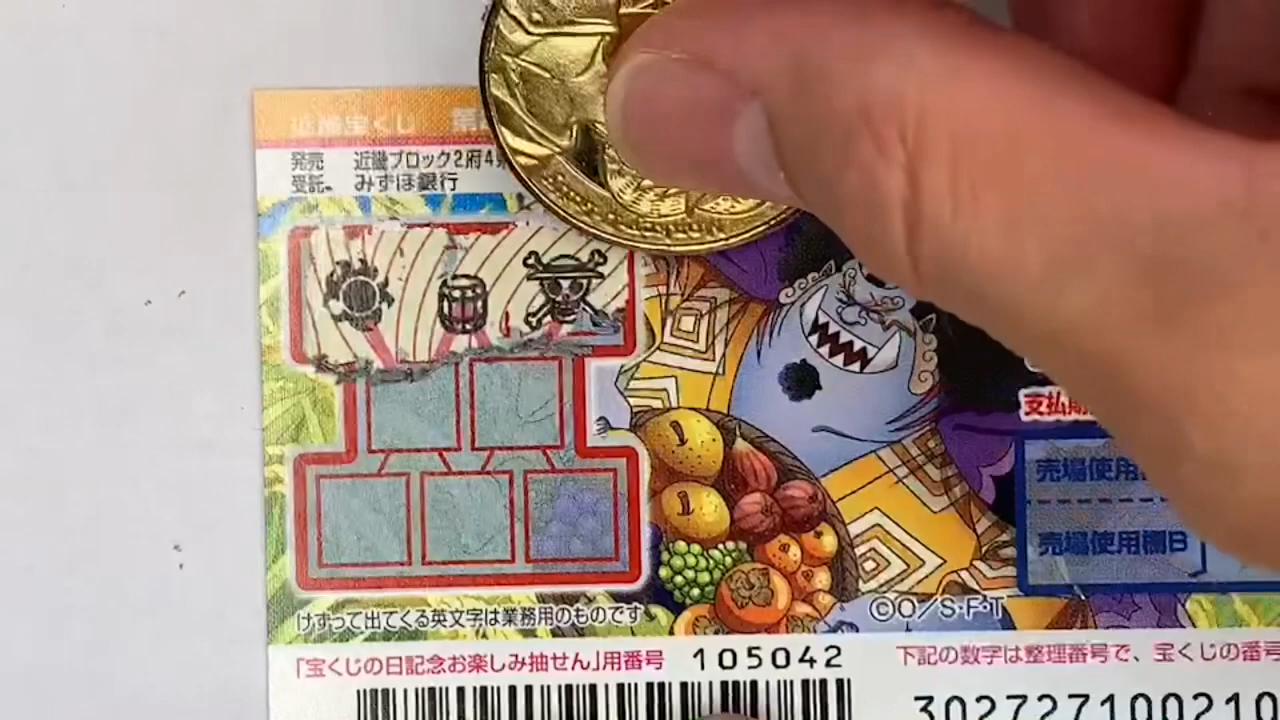 近畿宝くじ 第
発売 近畿ブロック2府4県
受託 みずほ銀行
支払期
売場使用
売場使用欄B
©O/S・F・T
けずって出てくる英文字は業務用のものです
「宝くじの日記念お楽しみ抽せん」用番号 105042
下記の数字は整理番号で、宝くじの番号
302727100210